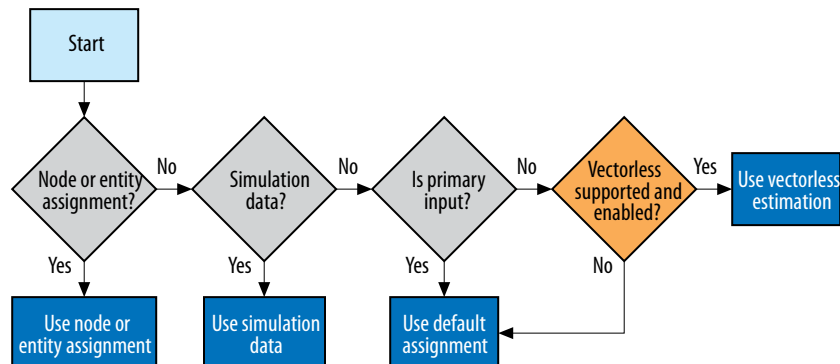 Start
Node or entity
assignment?
No
Simulation
data?
No
Is primary
input?
No
Vectorless
supported and
enabled?
Yes
Use vectorless
estimation
Yes
Yes
Yes
No
Use node or
entity assignment
Use simulation
data
Use default
assignment